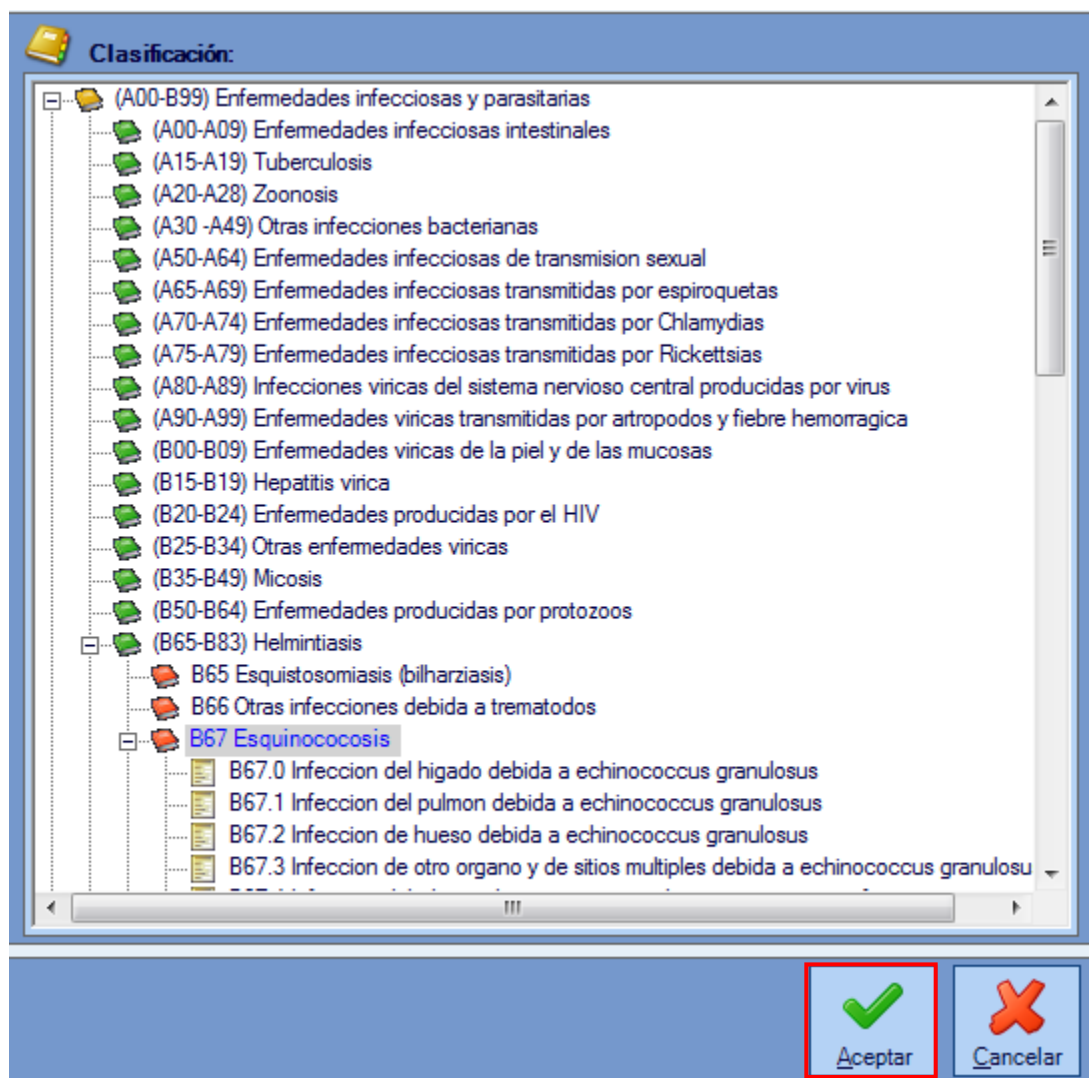 Clasificación:
(A00-B99) Enfermedades infecciosas y parasitarias
(A00-A09) Enfermedades infecciosas intestinales
(A15-A19) Tuberculosis
(A20-A28) Zoonosis
(A30 -A49) Otras infecciones bacterianas
(A50-A64) Enfermedades infecciosas de transmision sexual
(A65-A69) Enfermedades infecciosas transmitidas por espiroquetas
(A70-A74) Enfermedades infecciosas transmitidas por Chlamydias
(A75-A79) Enfermedades infecciosas transmitidas por Rickettsias
(A80-A89) Infecciones viricas del sistema nervioso central producidas por virus
(A90-A99) Enfermedades viricas transmitidas por artropodos y fiebre hemorragica
(B00-B09) Enfermedades viricas de la piel y de las mucosas
(B15-B19) Hepatitis virica
(B20-B24) Enfermedades producidas por el HIV
(B25-B34) Otras enfermedades viricas
(B35-B49) Micosis
(B50-B64) Enfermedades producidas por protozoos
(B65-B83) Helmintiasis
B65 Esquistosomiasis (bilharziasis)
B66 Otras infecciones debida a trematodos
B67 Esquinococosis
B67.0 Infeccion del higado debida a echinococcus granulosus
B67.1 Infeccion del pulmon debida a echinococcus granulosus
B67.2 Infeccion de hueso debida a echinococcus granulosus
B67.3 Infeccion de otro organo y de sitios multiples debida a echinococcus granulosu
Aceptar
Cancelar